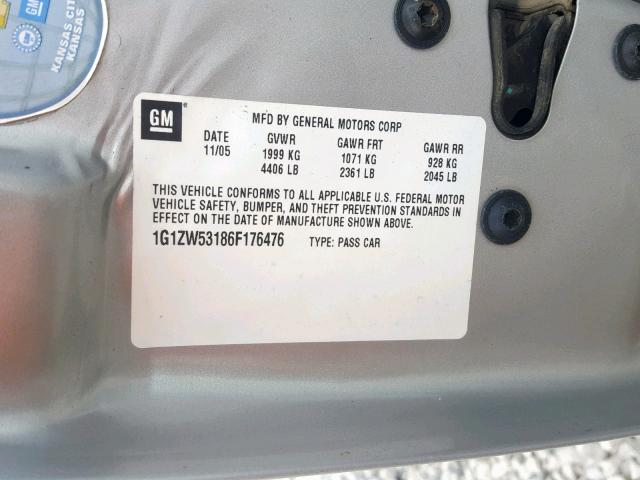 GM
KANSAS CITY
KANSAS
GM
MFD BY GENERAL MOTORS CORP
DATE GVWR GAWR FRT GAWR RR
11/05 1999 KG 1071 KG 928 KG
4406 LB 2361 LB 2045 LB
THIS VEHICLE CONFORMS TO ALL APPLICABLE U.S. FEDERAL MOTOR
VEHICLE SAFETY, BUMPER, AND THEFT PREVENTION STANDARDS IN
EFFECT ON THE DATE OF MANUFACTURE SHOWN ABOVE.
1G1ZW53186F176476 TYPE: PASS CAR